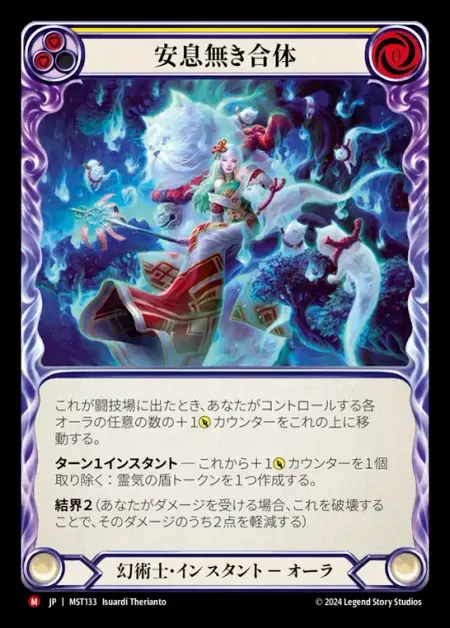 安息無き合体
0
これが闘技場に出たとき、あなたがコントロールする各
オーラの任意の数の+1カウンターをこれの上に移
動する。
ターン1インスタント ― これから+1カウンターを1個
取り除く：霊気の盾トークンを1つ作成する。
結界2（あなたがダメージを受ける場合、これを破壊する
ことで、そのダメージのうち2点を軽減する）
幻術士・インスタント ― オーラ
M JP | MST133 Isuardi Therianto © 2024 Legend Story Studios